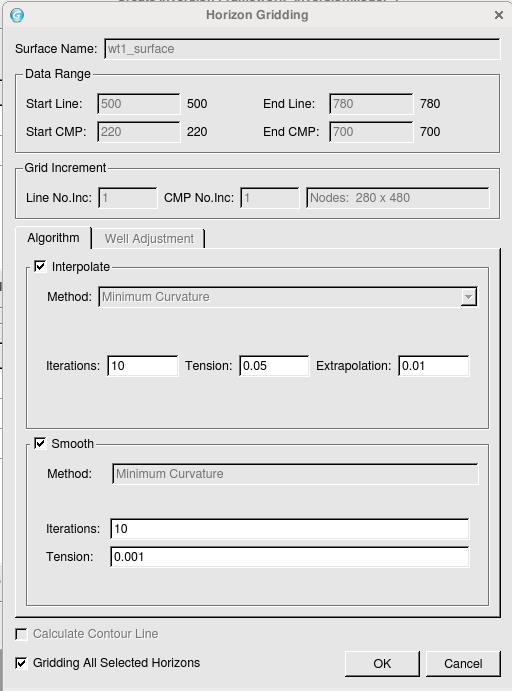 Horizon Gridding
Surface Name: wt1_surface
Data Range
Start Line: 500 500 End Line: 780 780
Start CMP: 220 220 End CMP: 700 700
Grid Increment
Line No.Inc: 1 CMP No.Inc: 1 Nodes: 280 x 480
Algorithm Well Adjustment
Interpolate
Method: Minimum Curvature
Iterations: 10 Tension: 0.05 Extrapolation: 0.01
Smooth
Method: Minimum Curvature
Iterations: 10
Tension: 0.001
Calculate Contour Line
Gridding All Selected Horizons OK Cancel